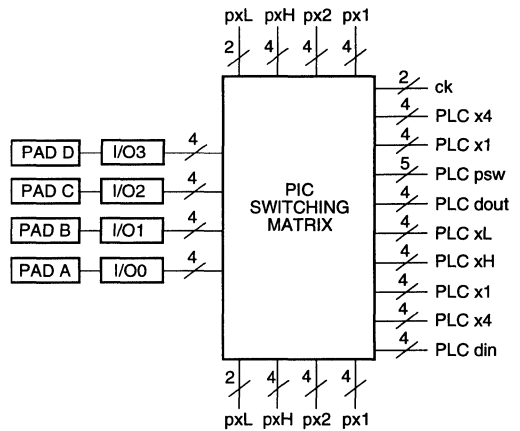 pxL pxH px2 px1
2 4 4 4
2 ck
4 PLC x4
4 PLC x1
5 PLC psw
4 PLC dout
4 PLC xL
4 PLC xH
4 PLC x1
4 PLC x4
4 PLC din
PAD D I/O3 4
PAD C I/O2 4
PAD B I/O1 4
PAD A I/O0 4
PIC
SWITCHING
MATRIX
2 4 4 4
pxL pxH px2 px1